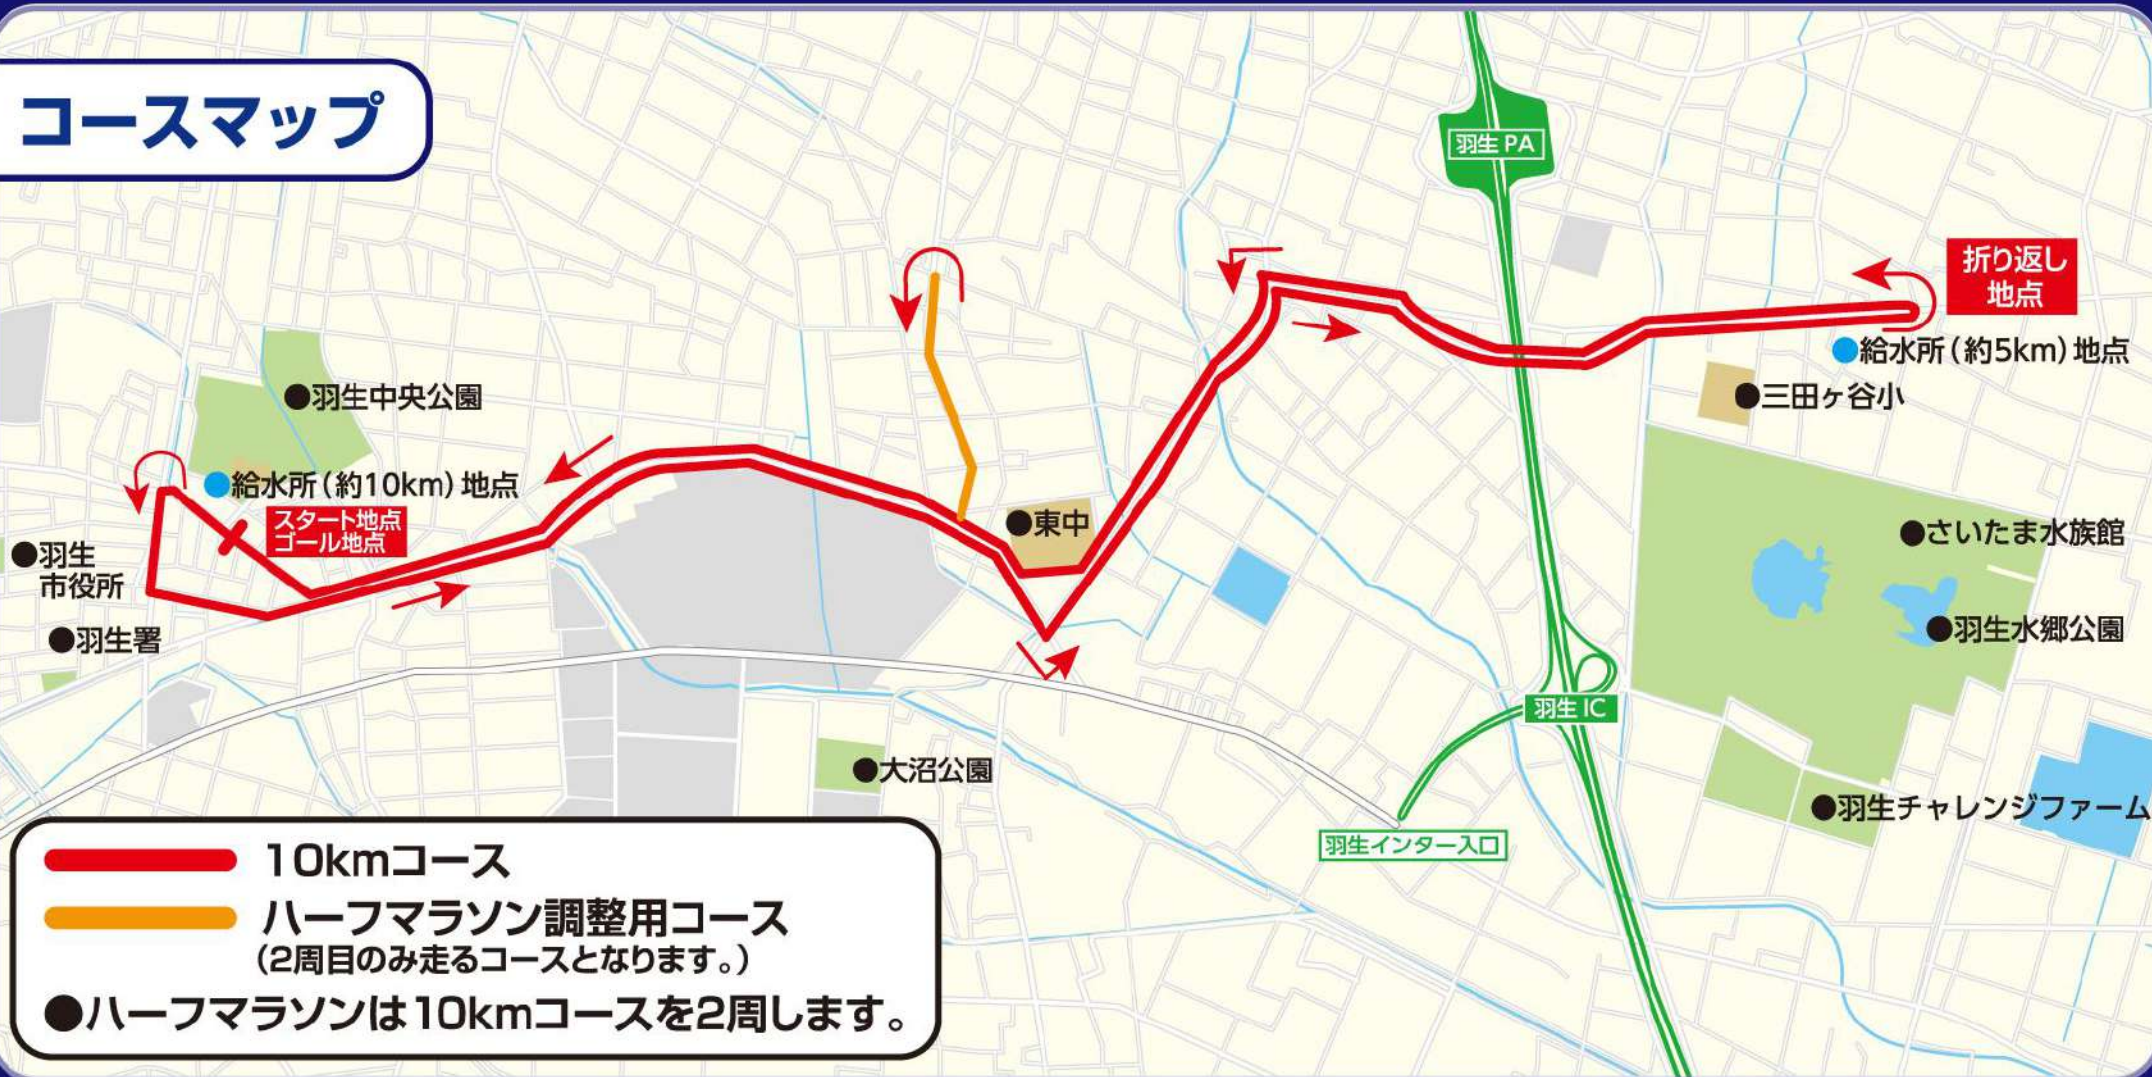 コースマップ
羽生 PA
折り返し
地点
●給水所(約5km)地点
●三田ヶ谷小
●羽生中央公園
●給水所(約10km)地点
スタート地点
ゴール地点
●東中
●羽生
市役所
●羽生署
●さいたま水族館
●羽生水郷公園
羽生 IC
●大沼公園
●羽生チャレンジファーム
羽生インター入口
10kmコース
ハーフマラソン調整用コース
(2周目のみ走るコースとなります。)
●ハーフマラソンは10kmコースを2周します。